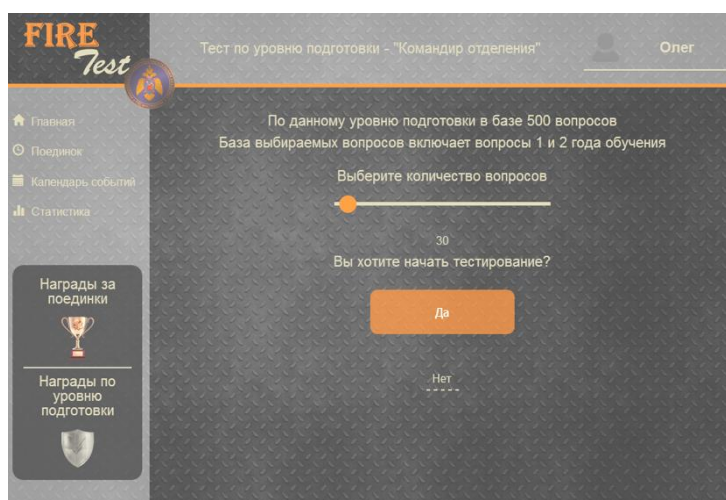 FIRE
Test
Тест по уровню подготовки - "Командир отделения"
Олег
Главная
Поединок
Календарь событий
Статистика
Награды за
поединки
Награды по
уровню
подготовки
По данному уровню подготовки в базе 500 вопросов
База выбираемых вопросов включает вопросы 1 и 2 года обучения
Выберите количество вопросов
30
Вы хотите начать тестирование?
Да
Нет